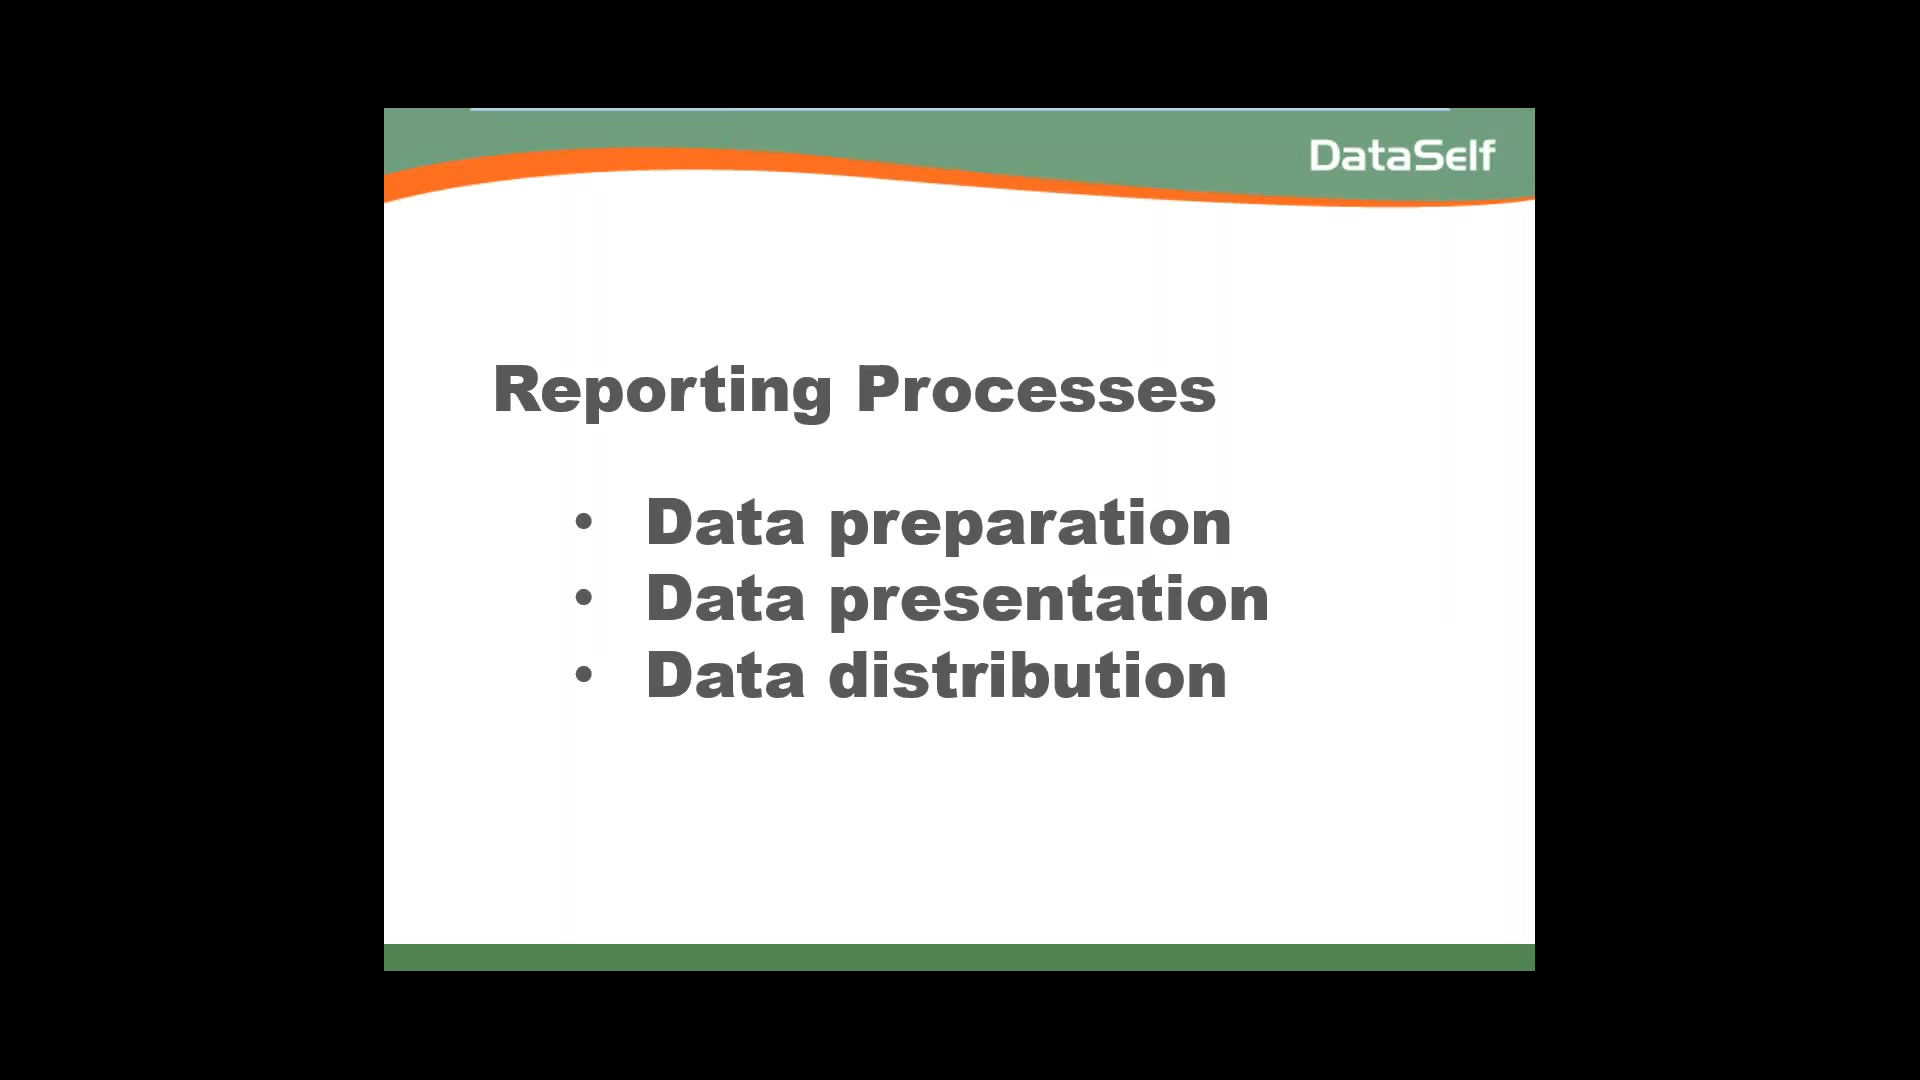 DataSelf
Reporting Processes
• Data preparation
• Data presentation
• Data distribution